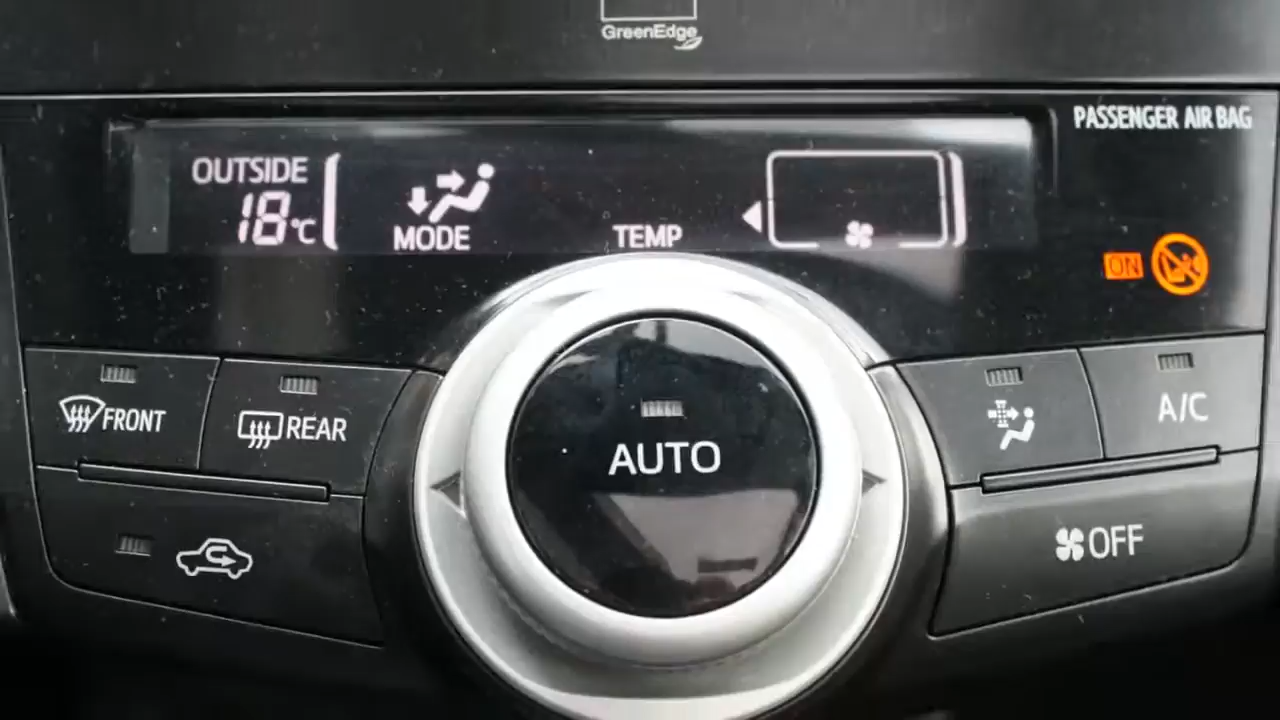 GreenEdge
PASSENGER AIR BAG
OUTSIDE
18°C
MODE
TEMP
ON
FRONT
REAR
AUTO
A/C
OFF